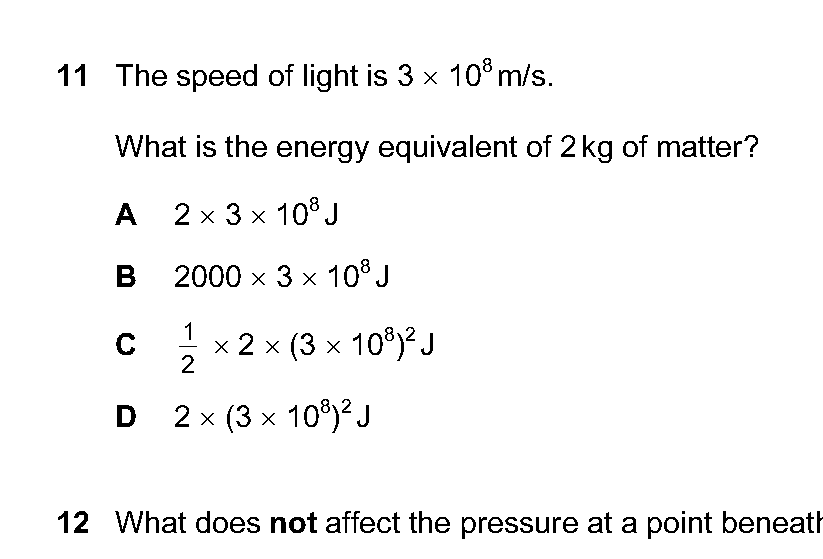 11 The speed of light is 3 × 10⁸ m/s.
What is the energy equivalent of 2 kg of matter?
A 2 × 3 × 10⁸ J
B 2000 × 3 × 10⁸ J
C 1/2 × 2 × (3 × 10⁸)² J
D 2 × (3 × 10⁸)² J
12 What does not affect the pressure at a point